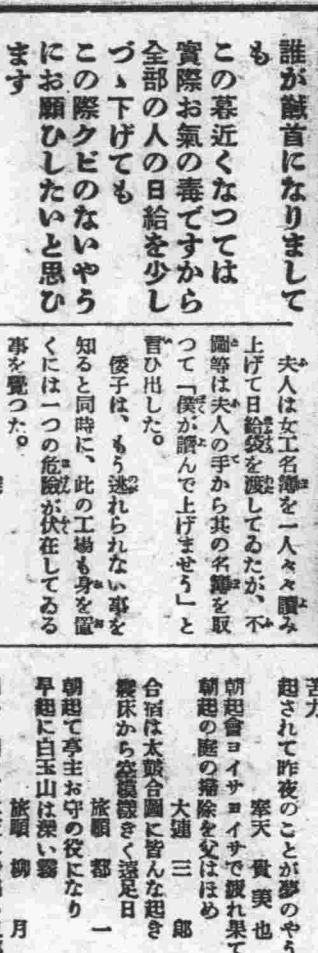 誰が馘首になりまして
も
この暮近くなつては
實際お氣の毒ですから
全部の人の日給を少し
づゝ下げても
この際クビのないやう
にお願ひしたいと思ひ
ます
夫人は女工名簿を一人々々讀み
上げて日給袋を渡してゐたが、不
圖等は夫人の手から其の名簿を取
つて「僕が讀んで上げませう」と
言ひ出した。
倭子は、もう逃れられない事を
知ると同時に、此の工場も身を置
くには一つの危險が伏在してゐる
事を覺つた。
苦力
起されて昨夜のことが夢のやう
奉天 貴美也
朝起會ヨイサヨイサで疲れ果て
朝起の庭の掃除を父はほめ
大連 三郎
合宿は太鼓合圖に皆んな起き
寢床から空模樣きく遠足日
旅順 都一
朝起て亭主お守の役になり
早起に白玉山は深い霧
旅順 柳月